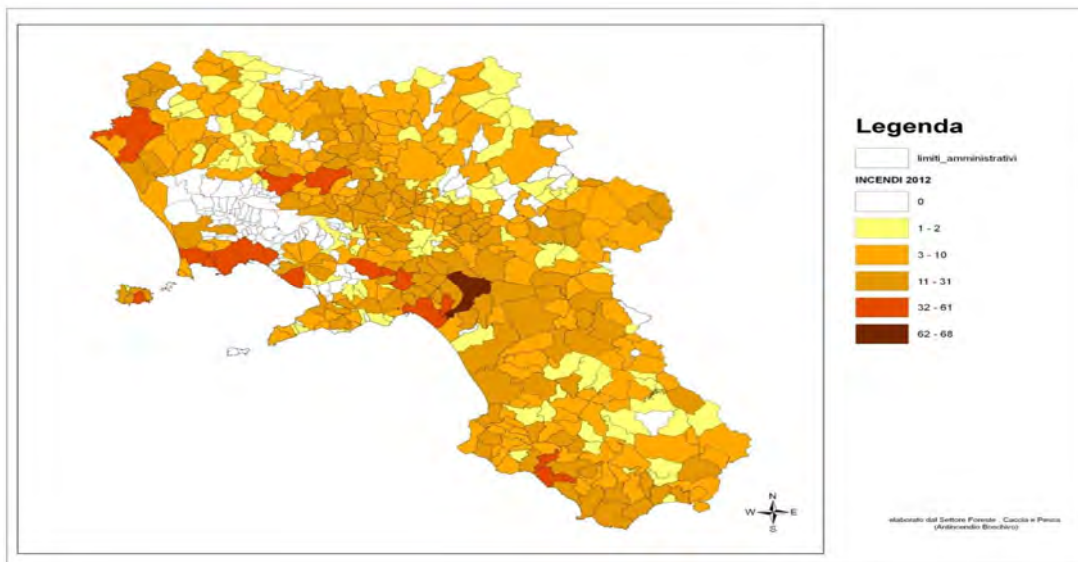 Legenda
limiti_amministrativi
INCENDI 2012
0
1 - 2
3 - 10
11 - 31
32 - 61
62 - 68
N
W E
S
elaborato dal Settore Foreste . Caccia e Pesca
(Antincendio Boschivo)